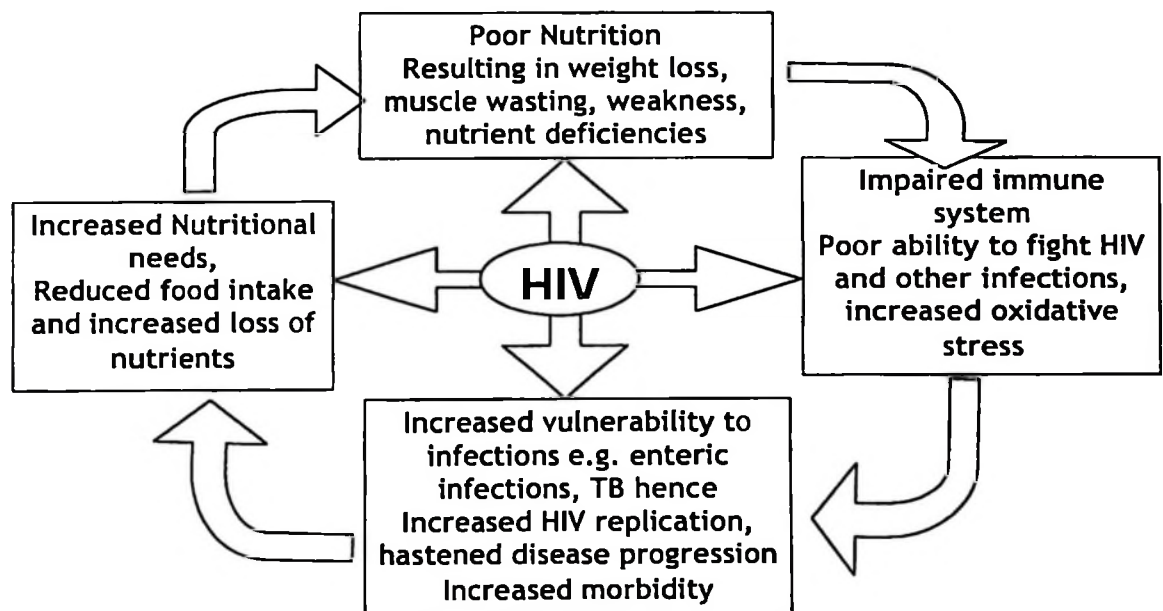 Poor Nutrition
Resulting in weight loss,
muscle wasting, weakness,
nutrient deficiencies
Impaired immune
system
Poor ability to fight HIV
and other infections,
increased oxidative
stress
Increased Nutritional
needs,
Reduced food intake
and increased loss of
nutrients
HIV
Increased vulnerability to
infections e.g. enteric
infections, TB hence
Increased HIV replication,
hastened disease progression
Increased morbidity